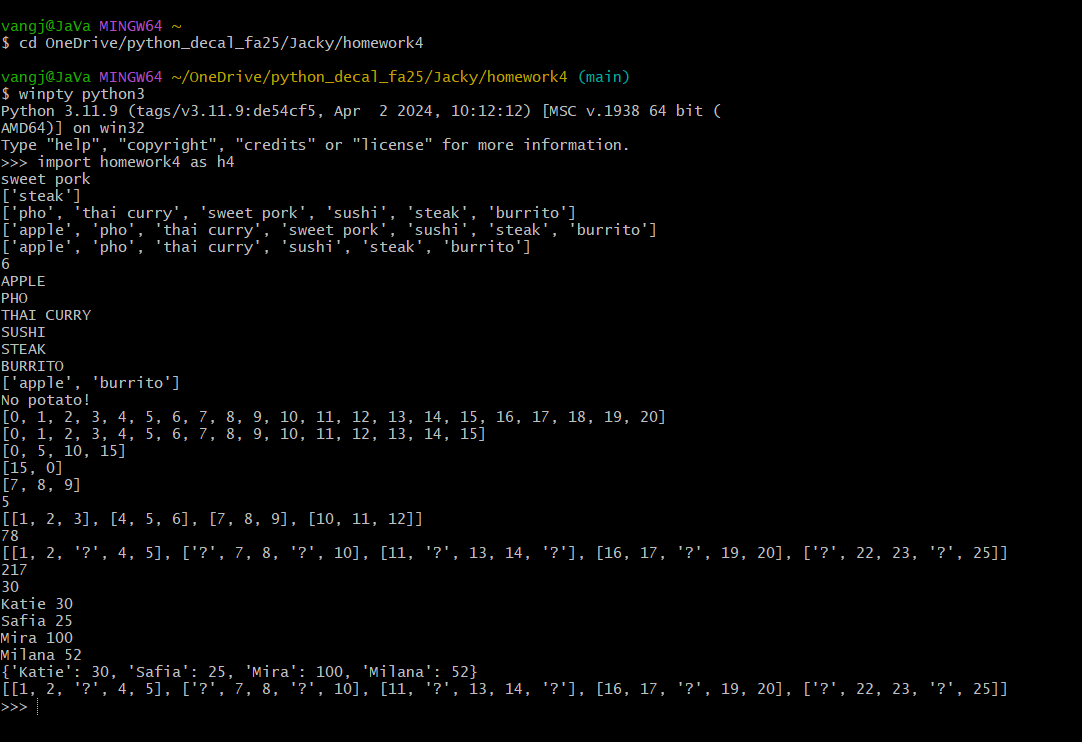 vangj@JaVa MINGW64 ~
$ cd OneDrive/python_decal_fa25/Jacky/homework4
vangj@JaVa MINGW64 ~/OneDrive/python_decal_fa25/Jacky/homework4 (main)
$ winpty python3
Python 3.11.9 (tags/v3.11.9:de54cf5, Apr  2 2024, 10:12:12) [MSC v.1938 64 bit (
AMD64)] on win32
Type "help", "copyright", "credits" or "license" for more information.
>>> import homework4 as h4
sweet pork
['steak']
['pho', 'thai curry', 'sweet pork', 'sushi', 'steak', 'burrito']
['apple', 'pho', 'thai curry', 'sweet pork', 'sushi', 'steak', 'burrito']
['apple', 'pho', 'thai curry', 'sushi', 'steak', 'burrito']
6
APPLE
PHO
THAI CURRY
SUSHI
STEAK
BURRITO
['apple', 'burrito']
No potato!
[0, 1, 2, 3, 4, 5, 6, 7, 8, 9, 10, 11, 12, 13, 14, 15, 16, 17, 18, 19, 20]
[0, 1, 2, 3, 4, 5, 6, 7, 8, 9, 10, 11, 12, 13, 14, 15]
[0, 5, 10, 15]
[15, 0]
[7, 8, 9]
5
[[1, 2, 3], [4, 5, 6], [7, 8, 9], [10, 11, 12]]
78
[[1, 2, '?', 4, 5], ['?', 7, 8, '?', 10], [11, '?', 13, 14, '?'], [16, 17, '?', 19, 20], ['?', 22, 23, '?', 25]]
217
30
Katie 30
Safia 25
Mira 100
Milana 52
{'Katie': 30, 'Safia': 25, 'Mira': 100, 'Milana': 52}
[[1, 2, '?', 4, 5], ['?', 7, 8, '?', 10], [11, '?', 13, 14, '?'], [16, 17, '?', 19, 20], ['?', 22, 23, '?', 25]]
>>>